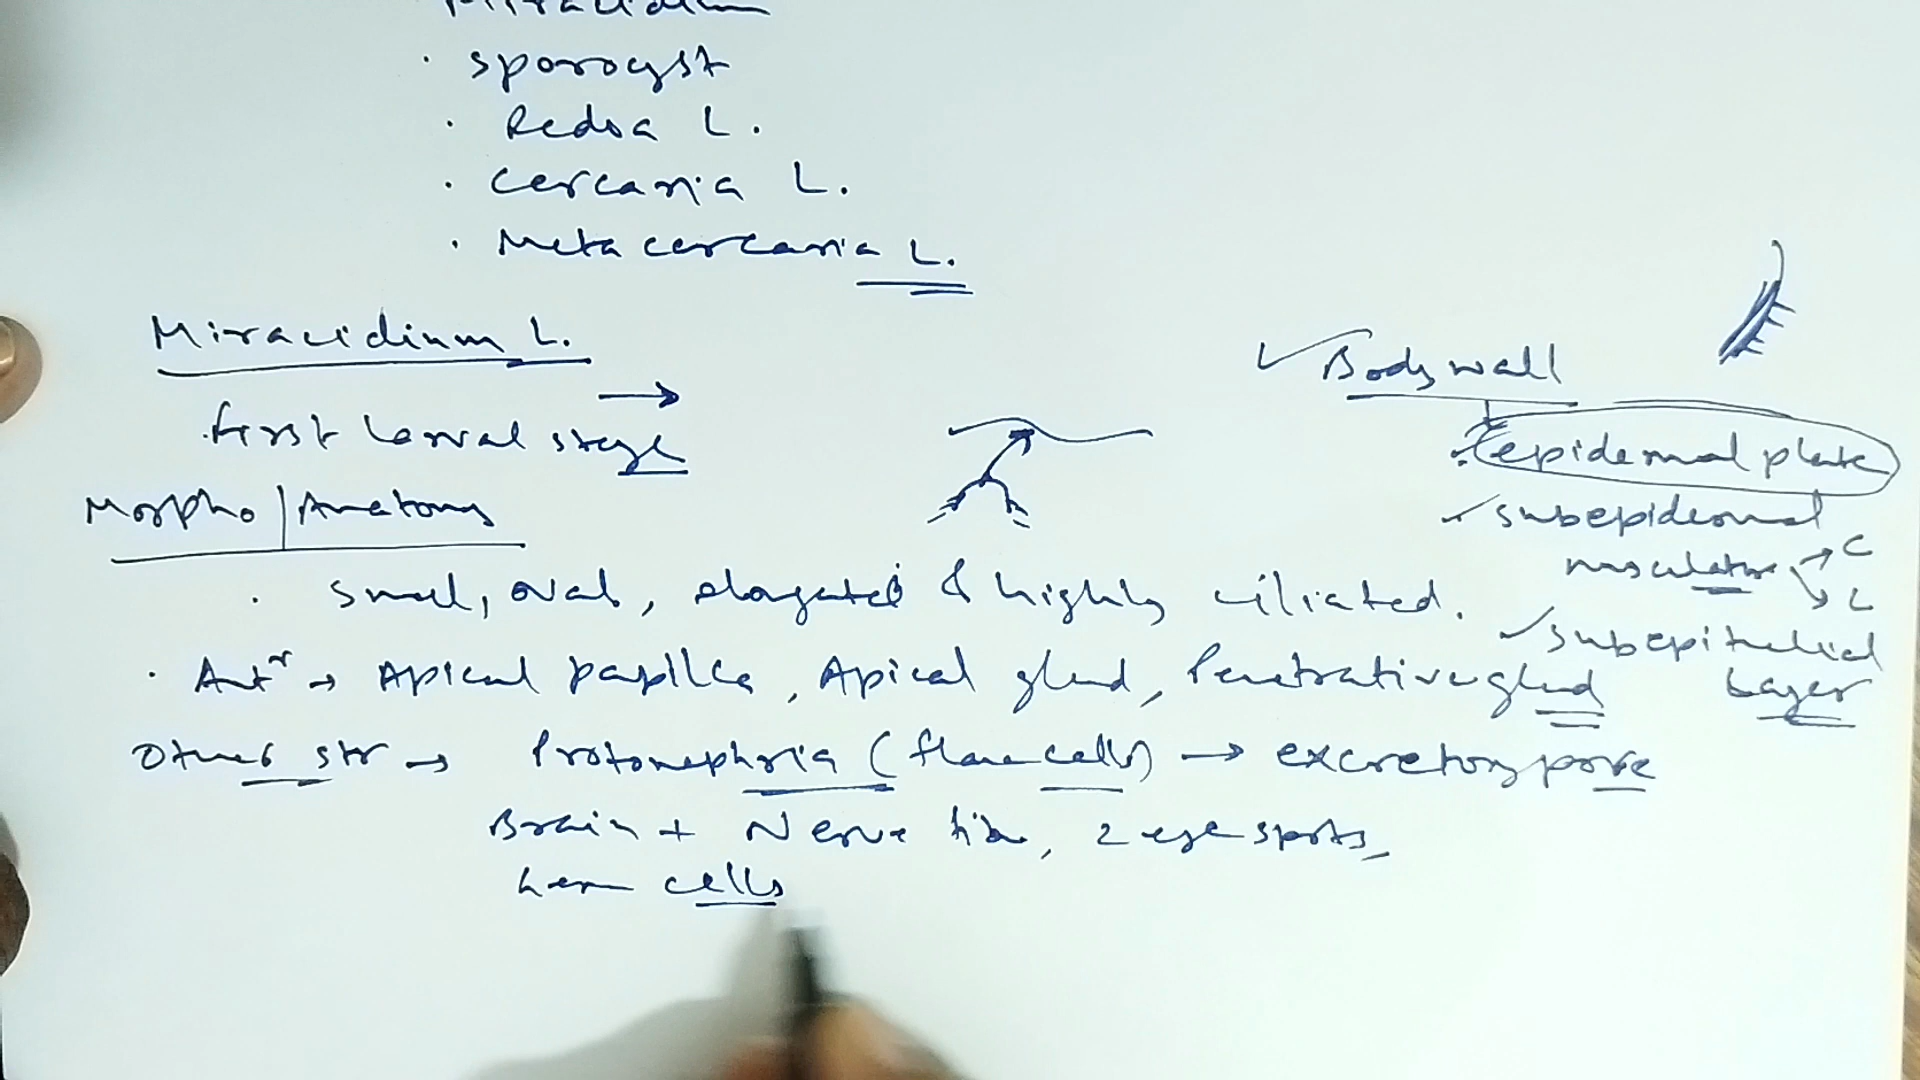 Miracidium
· sporocyst
· Redia L.
· cercaria L.
· Meta cercaria L.
Miracidium L.
· first larval stage
Morpho | Anatomy
· small, oval, elongated & highly ciliated.
· Antr → Apical papilla, Apical gland, Penetrative gland
Other str → Protonephria (flame cells) → excretory pore
Brain + Nerve, 2 eye spots,
cells
✓ Body wall
· epidermal plate
✓ subepidermal
musculature → C
→ L
✓ subepithelial
Layer